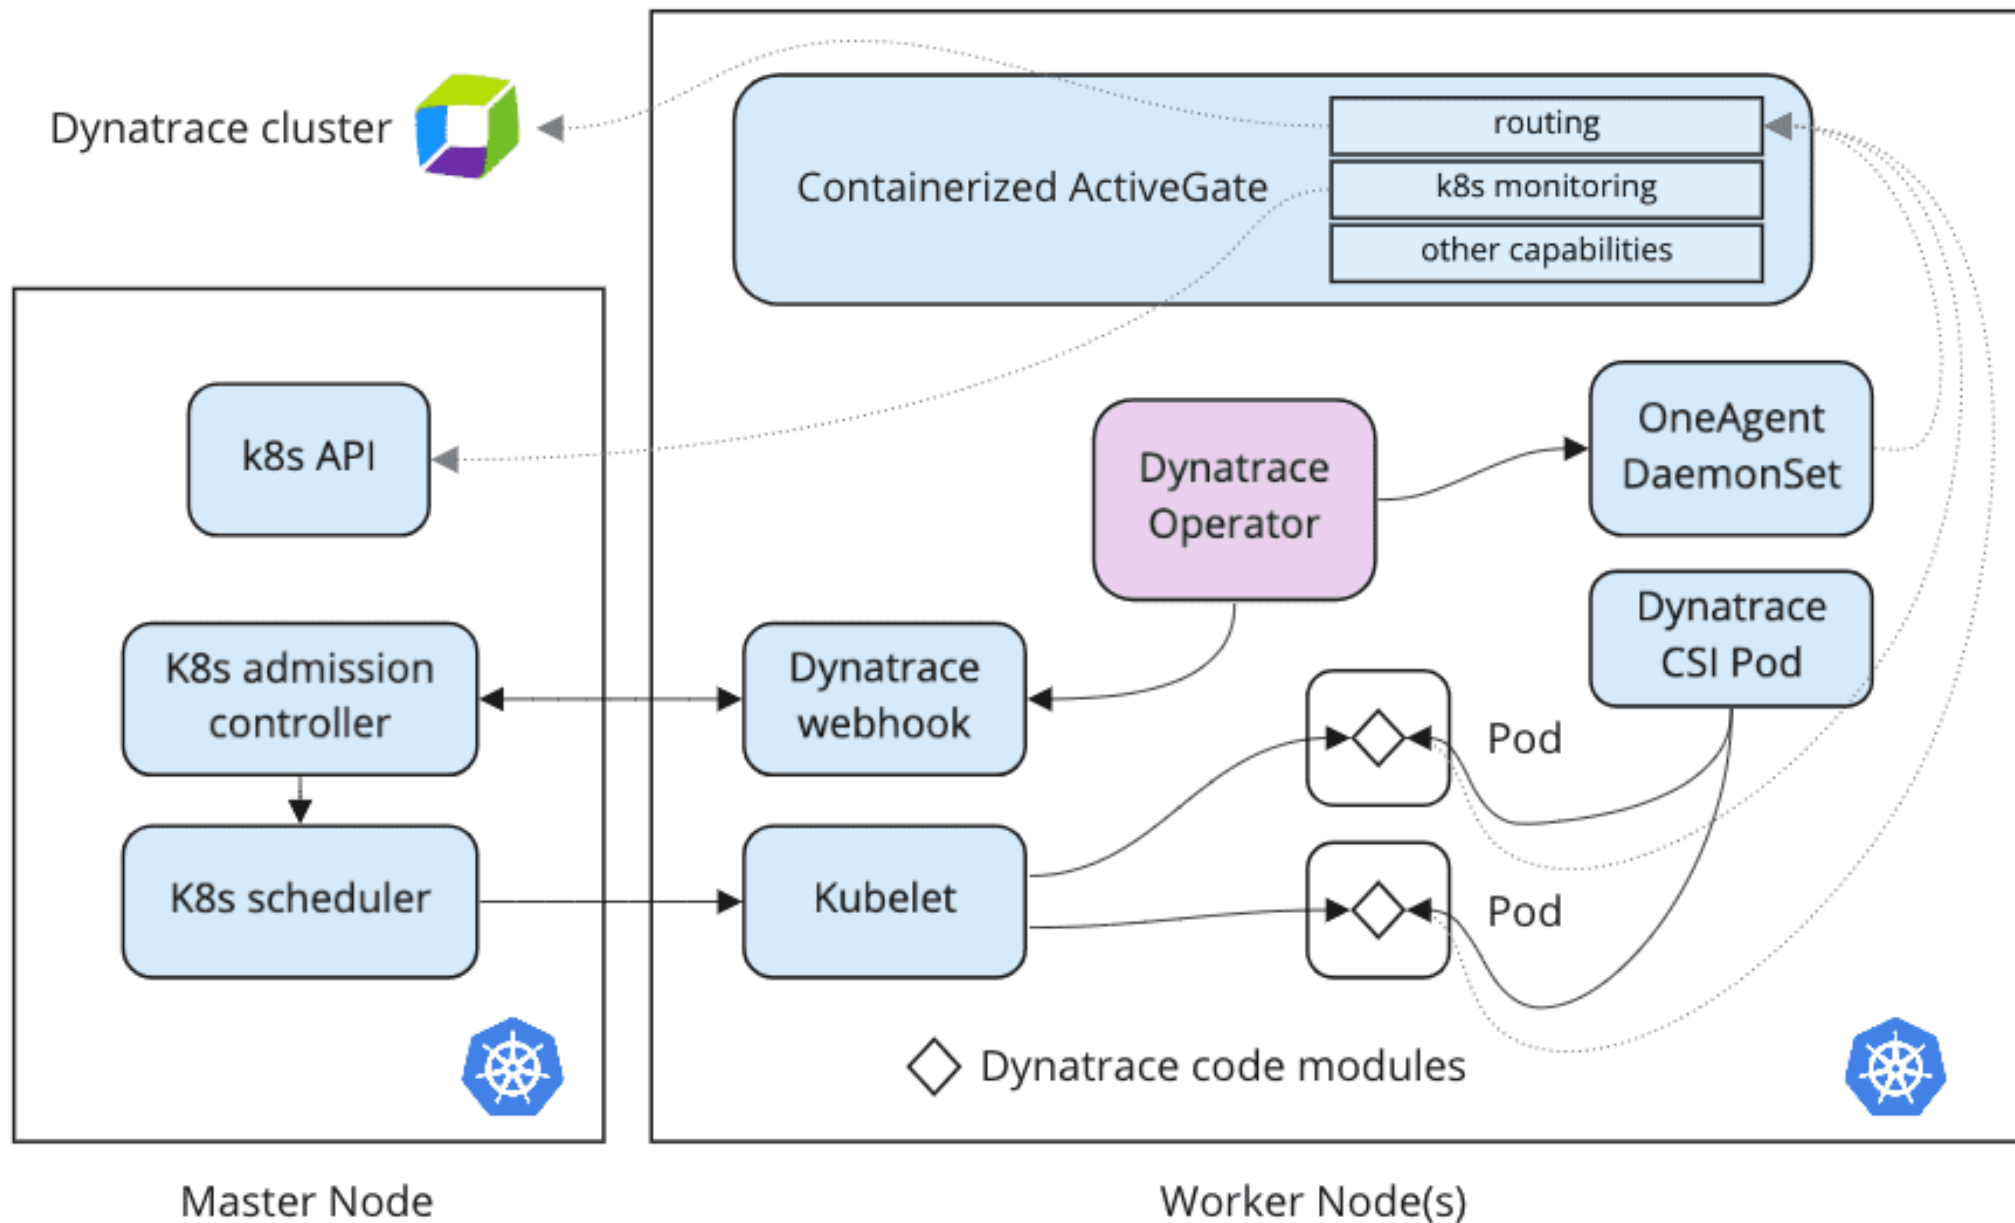 Dynatrace cluster
routing
Containerized ActiveGate
k8s monitoring
other capabilities
k8s API
Dynatrace
Operator
OneAgent
DaemonSet
K8s admission
controller
Dynatrace
webhook
Dynatrace
CSI Pod
Pod
K8s scheduler
Kubelet
Pod
Dynatrace code modules
Master Node
Worker Node(s)